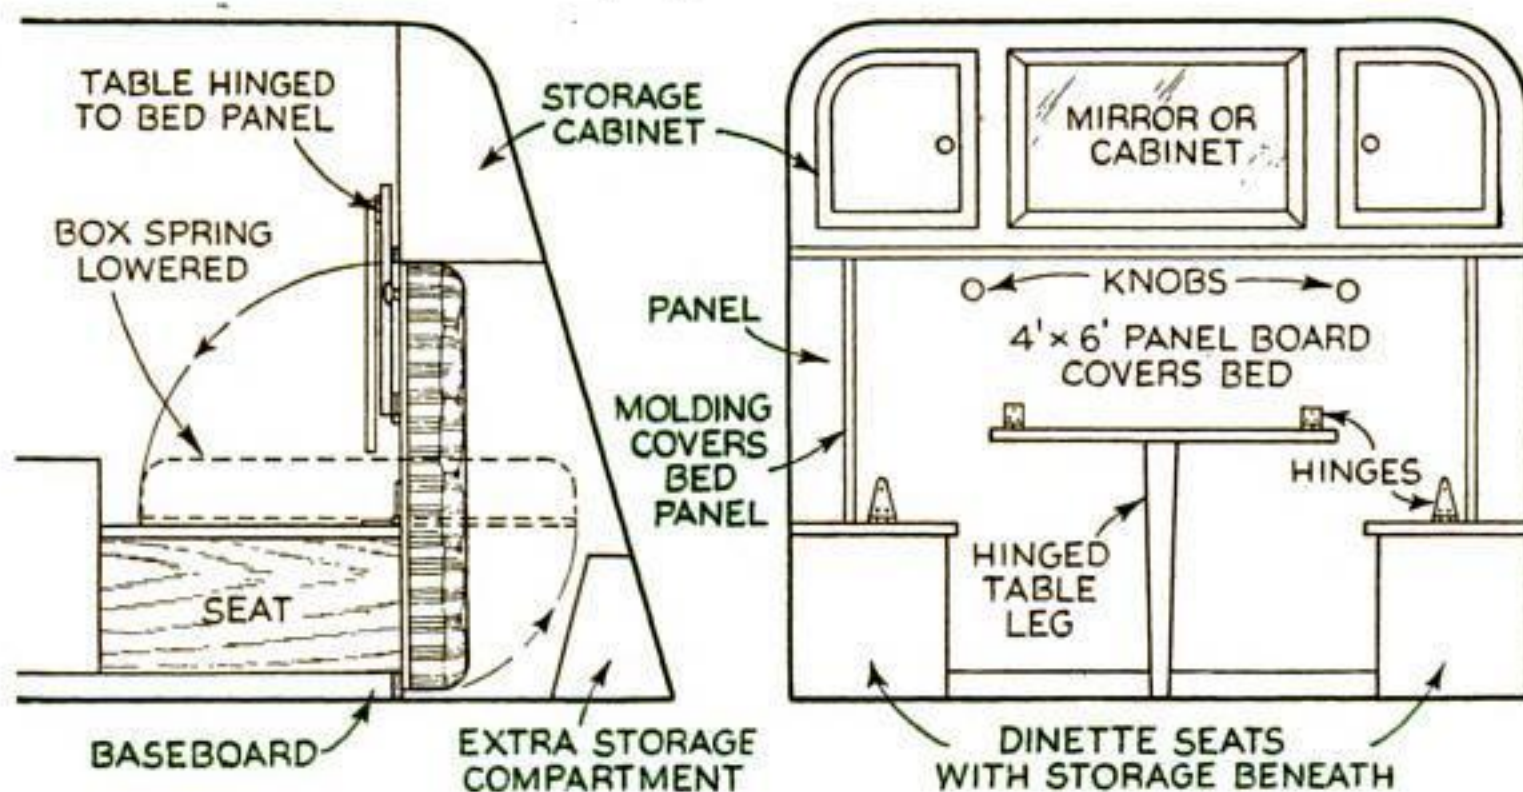 TABLE HINGED
TO BED PANEL
STORAGE
CABINET
MIRROR OR
CABINET
BOX SPRING
LOWERED
PANEL
KNOBS
4' x 6' PANEL BOARD
COVERS BED
MOLDING
COVERS
BED
PANEL
HINGES
SEAT
HINGED
TABLE
LEG
BASEBOARD
EXTRA STORAGE
COMPARTMENT
DINETTE SEATS
WITH STORAGE BENEATH